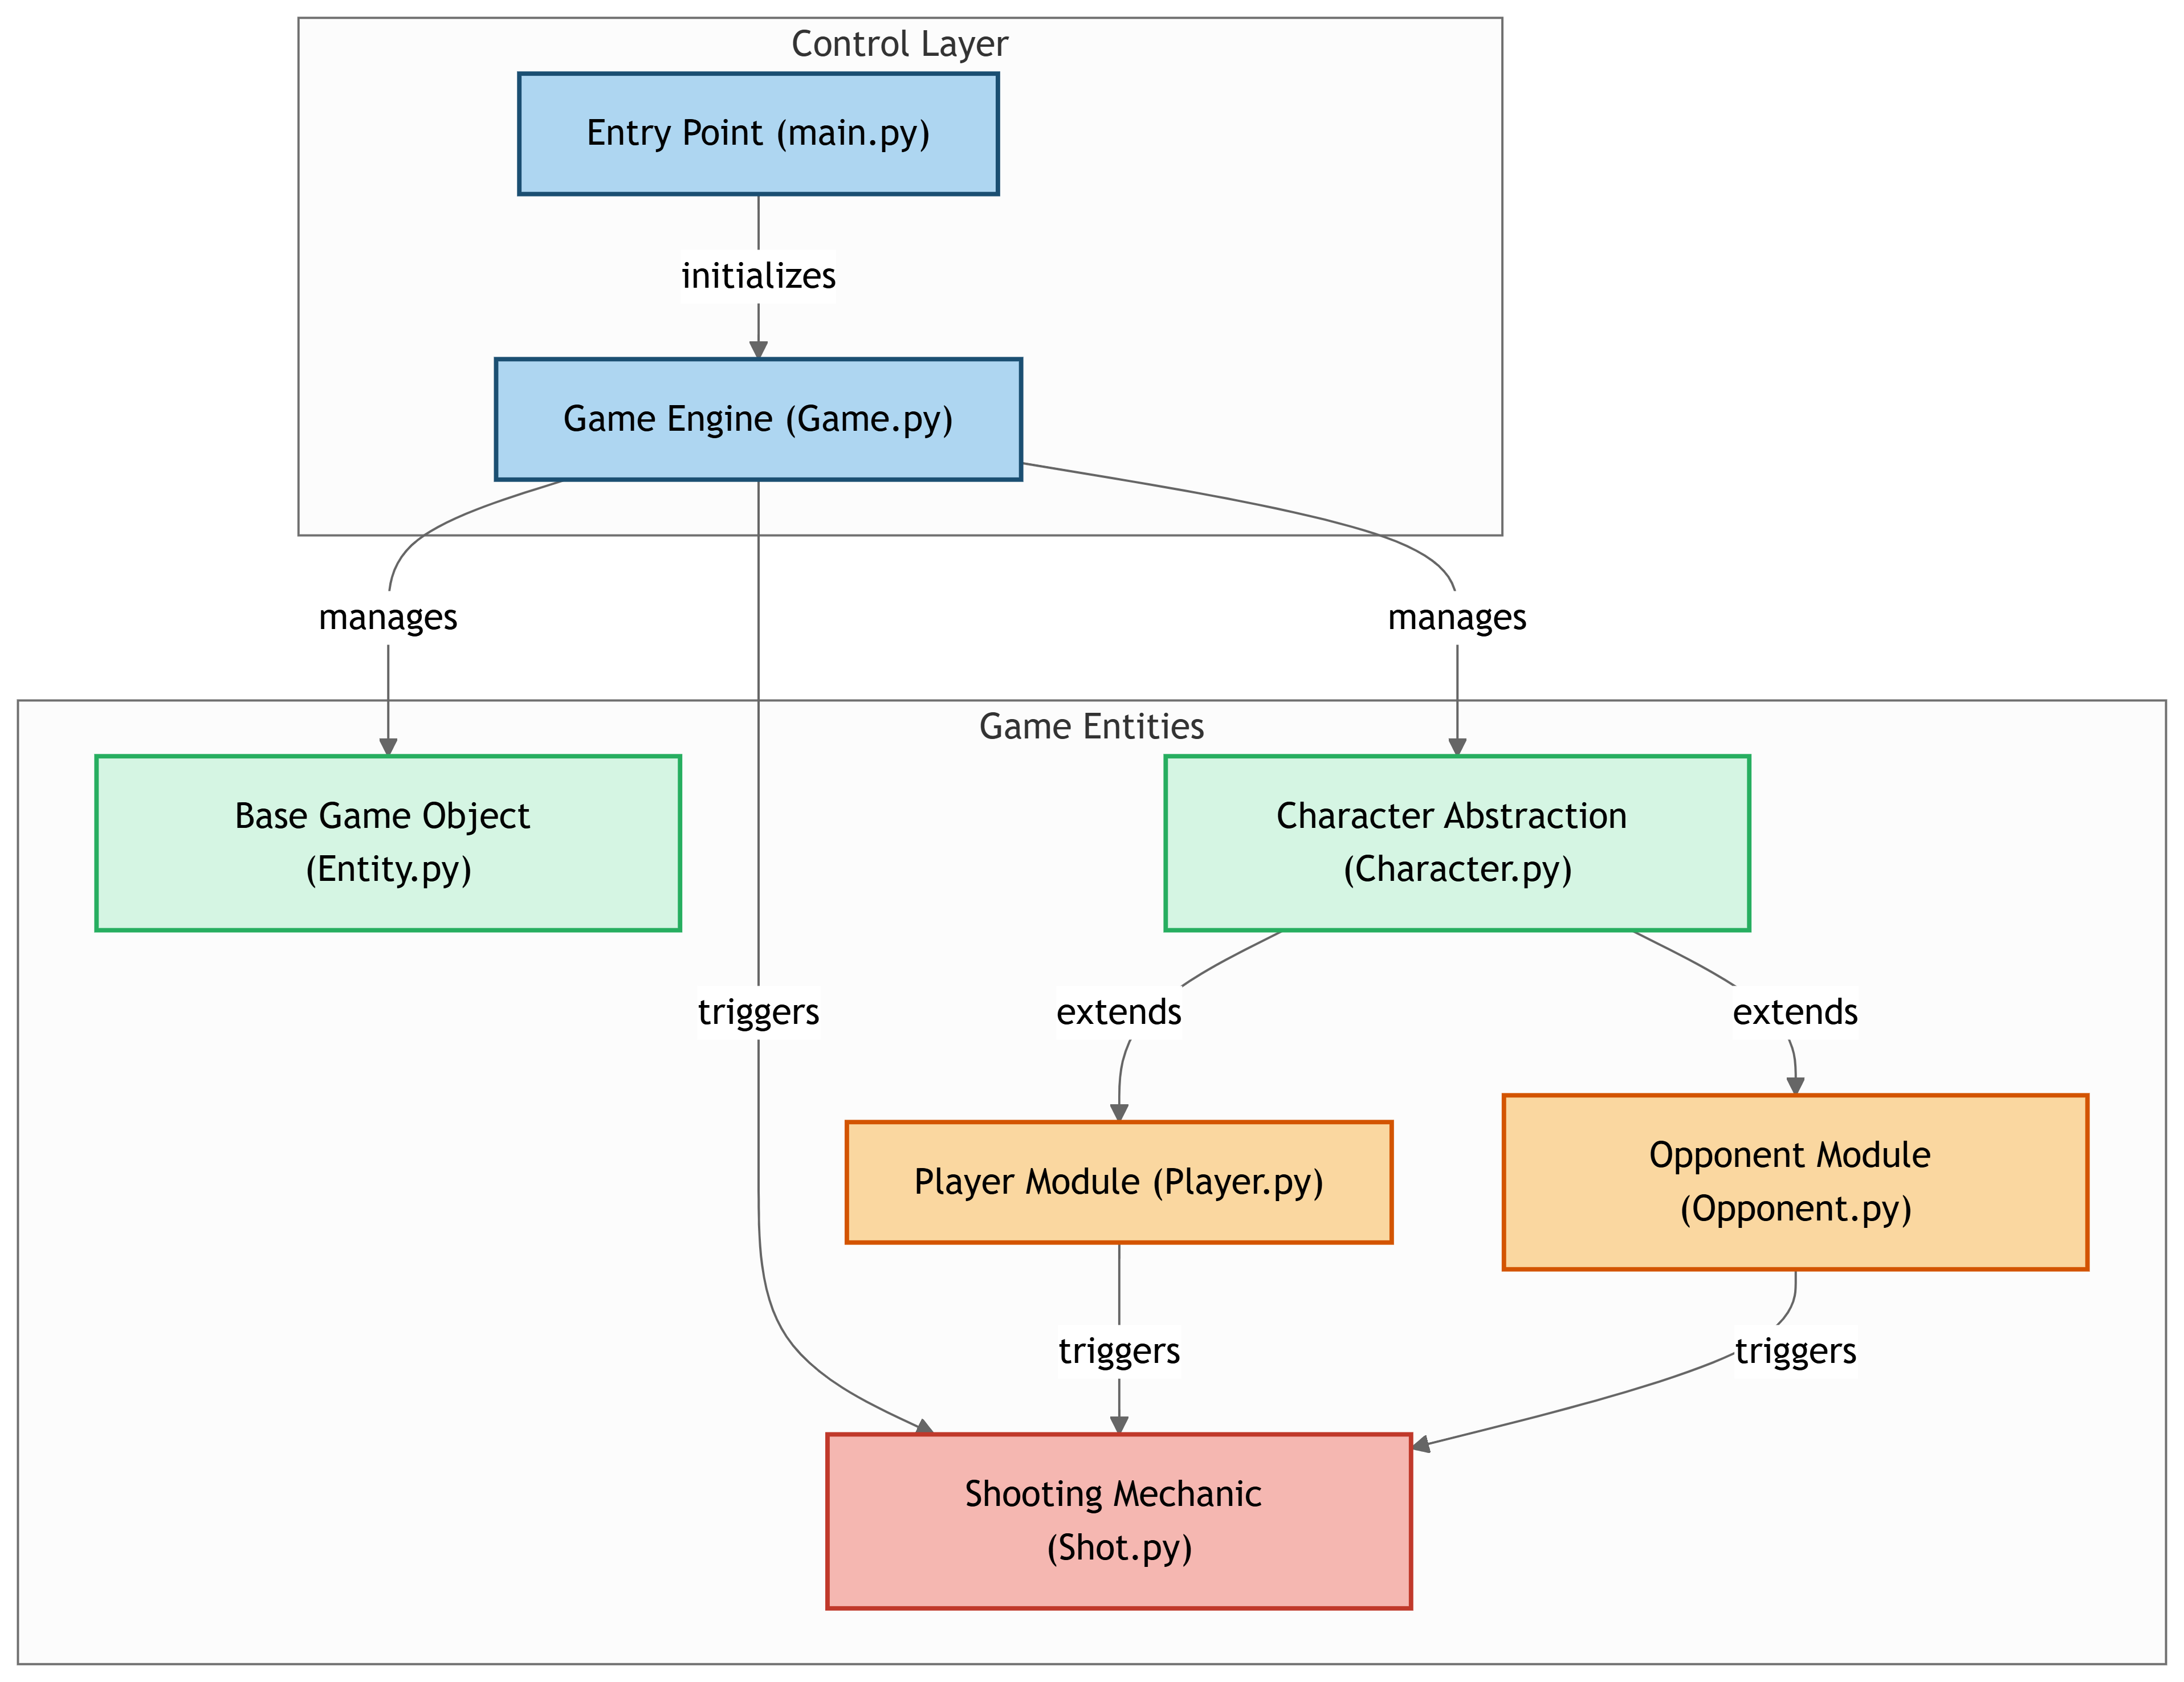 Control Layer
Entry Point (main.py)
initializes
Game Engine (Game.py)
manages
manages
Game Entities
Base Game Object
(Entity.py)
Character Abstraction
(Character.py)
triggers
extends
extends
Player Module (Player.py)
Opponent Module
(Opponent.py)
triggers
triggers
Shooting Mechanic
(Shot.py)